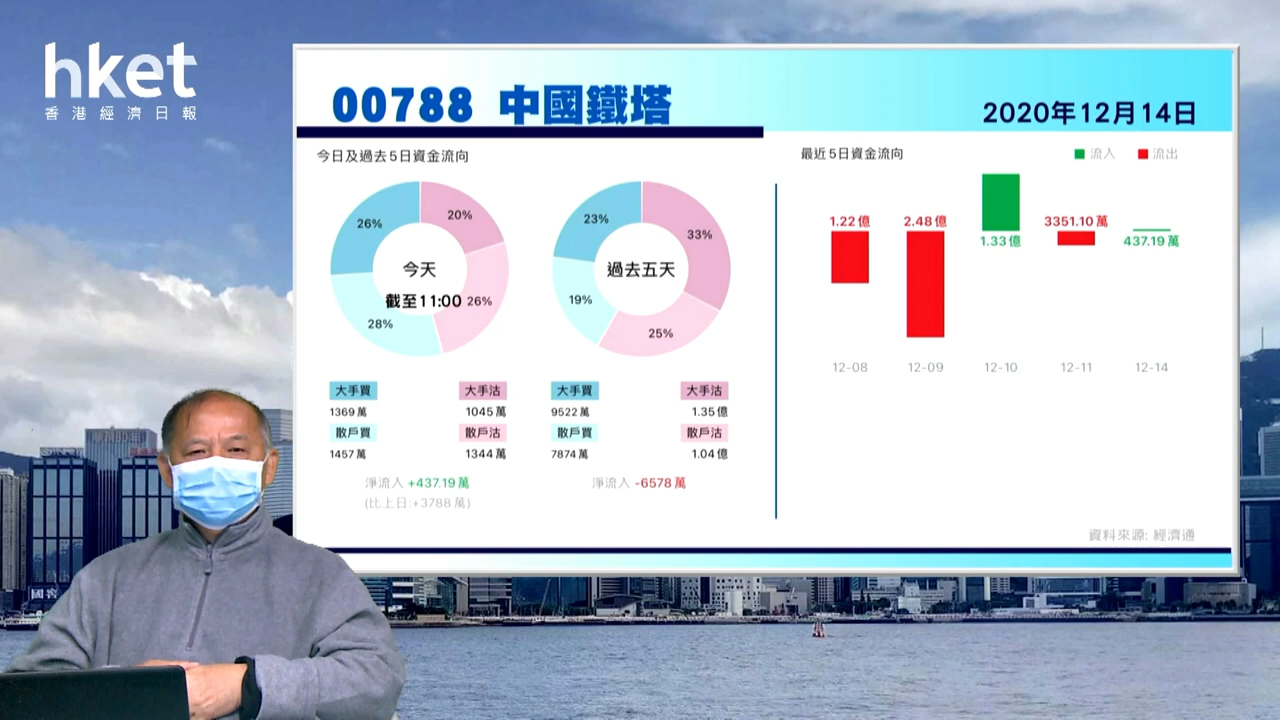 hket
香港經濟日報
00788 中國鐵塔
2020年12月14日
今日及過去5日資金流向
26%
20%
今天
截至11:00
26%
28%
23%
33%
過去五天
19%
25%
大手買
大手沽
1369萬
1045萬
散戶買
散戶沽
1457萬
1344萬
淨流入 +437.19萬
(比上日:+3788萬)
大手買
大手沽
9522萬
1.35億
散戶買
散戶沽
7874萬
1.04億
淨流入 -6578萬
最近5日資金流向
流入
流出
1.22億
2.48億
1.33億
3351.10萬
437.19萬
12-08
12-09
12-10
12-11
12-14
資料來源: 經濟通